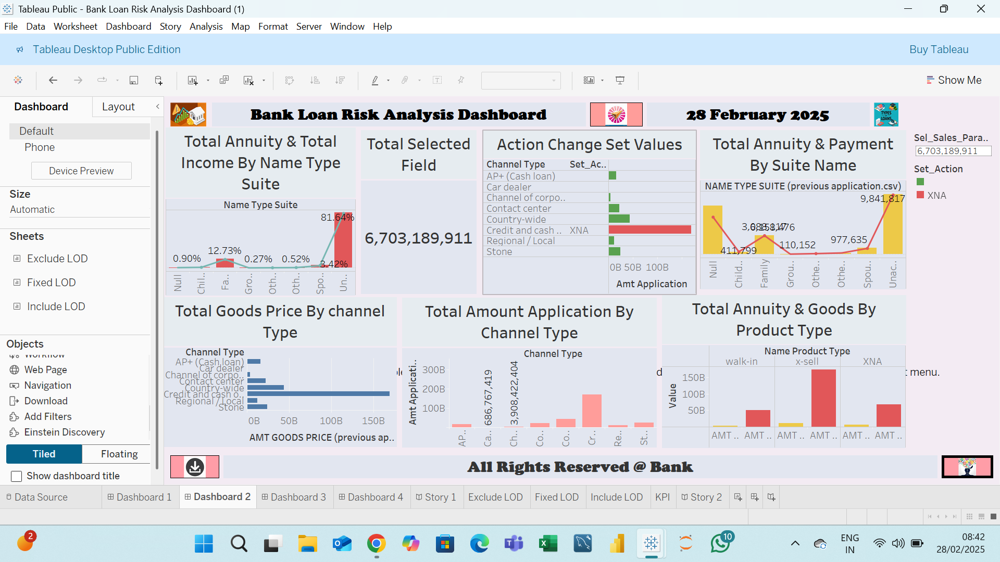 Tableau Public - Bank Loan Risk Analysis Dashboard (1)
File Data Worksheet Dashboard Story Analysis Map Format Server Window Help
Tableau Desktop Public Edition
Buy Tableau
Show Me
Dashboard
Layout
Default
Phone
Device Preview
Size
Automatic
Sheets
Exclude LOD
Fixed LOD
Include LOD
Objects
Workflow
Web Page
Navigation
Download
Add Filters
Einstein Discovery
Tiled
Floating
Show dashboard title
Bank Loan Risk Analysis Dashboard
28 February 2025
TYPES
LOANS
Total Annuity & Total
Income By Name Type
Suite
Name Type Suite
81.64%
12.73%
0.90%
0.27%
0.52%
3.42%
Null
Chil..
Fa..
Gro..
Oth..
Oth..
Spo..
Un..
Total Selected
Field
6,703,189,911
Action Change Set Values
Channel Type Set_Ac..
AP+ (Cash loan)
Car dealer
Channel of corpo..
Contact center
Country-wide
Credit and cash .. XNA
Regional / Local
Stone
0B 50B 100B
Amt Application
Total Annuity & Payment
By Suite Name
NAME TYPE SUITE (previous application.csv)
9,841,817
411,799
110,152
977,635
Null
Child..
Family
Grou..
Othe..
Othe..
Spou..
Unac..
Sel_Sales_Para..
6,703,189,911
Set_Action
XNA
Total Goods Price By channel
Type
Channel Type
AP+ (Cash loan)
Car dealer
Channel of corpo..
Contact center
Country-wide
Credit and cash o..
Regional / Local
Stone
0B 50B 100B 150B
AMT GOODS PRICE (previous ap..
Total Amount Application By
Channel Type
Channel Type
Amt Applicati..
300B
200B
100B
686,767,419
3,908,422,404
AP..
Ca..
Ch..
Co..
Co..
Cr..
Re..
St..
Total Annuity & Goods By
Product Type
Name Product Type
walk-in x-sell XNA
Value
150B
100B
50B
AMT .. AMT .. AMT .. AMT .. AMT .. AMT ..
t menu.
All Rights Reserved @ Bank
Data Source
Dashboard 1
Dashboard 2
Dashboard 3
Dashboard 4
Story 1
Exclude LOD
Fixed LOD
Include LOD
KPI
Story 2
2
10
ENG
IN
08:42
28/02/2025